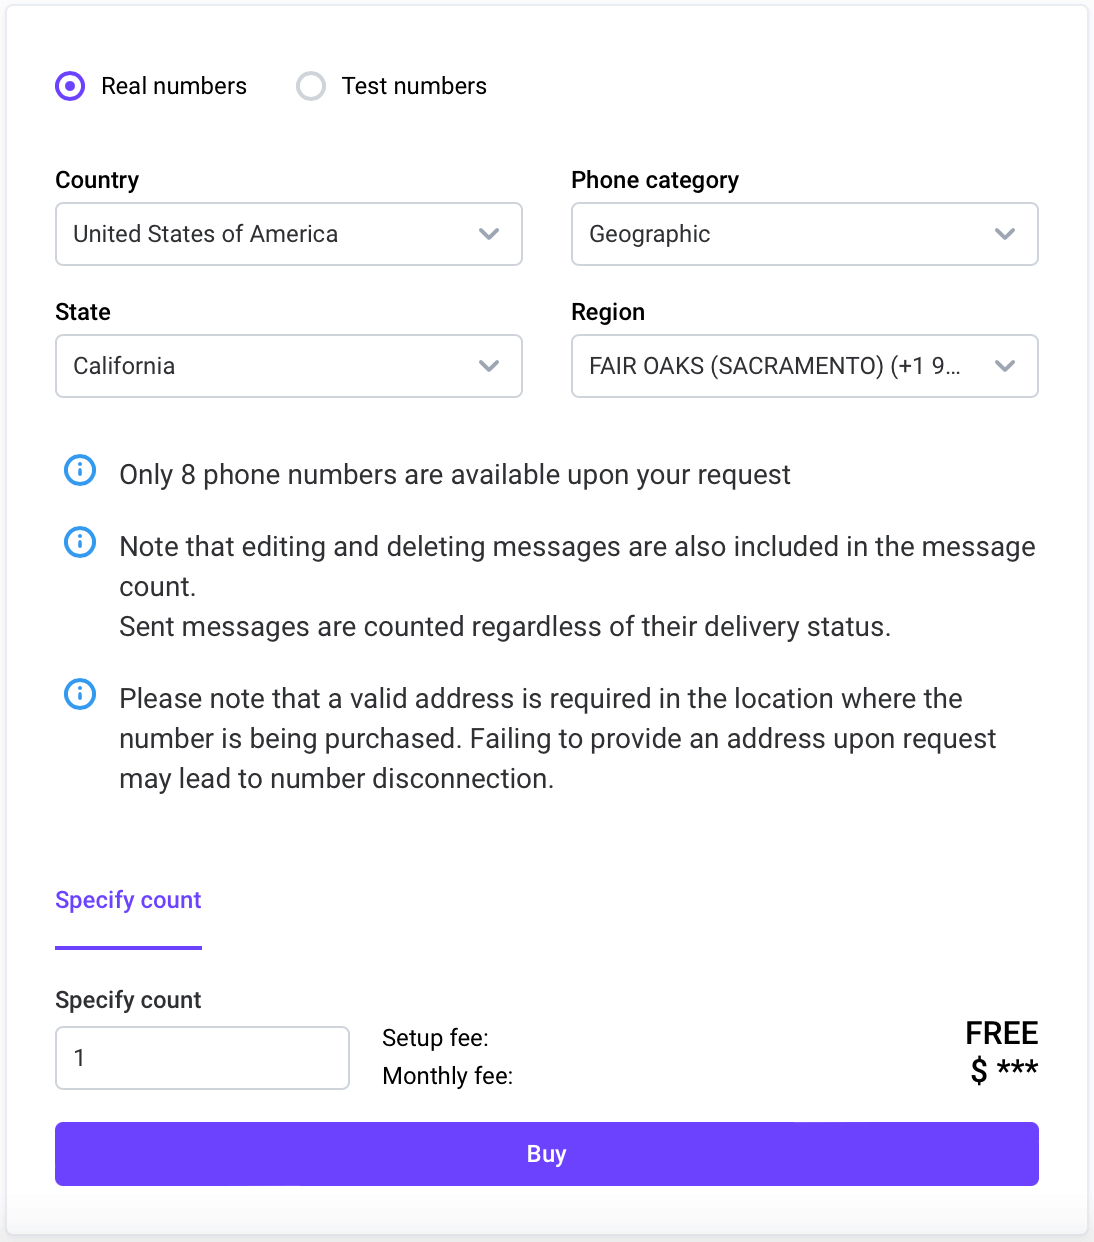 Real numbers
Test numbers
Country
Phone category
United States of America
Geographic
State
Region
California
FAIR OAKS (SACRAMENTO) (+1 9...
Only 8 phone numbers are available upon your request
Note that editing and deleting messages are also included in the message
count.
Sent messages are counted regardless of their delivery status.
Please note that a valid address is required in the location where the
number is being purchased. Failing to provide an address upon request
may lead to number disconnection.
Specify count
Specify count
1
Setup fee:
FREE
Monthly fee:
$ ***
Buy